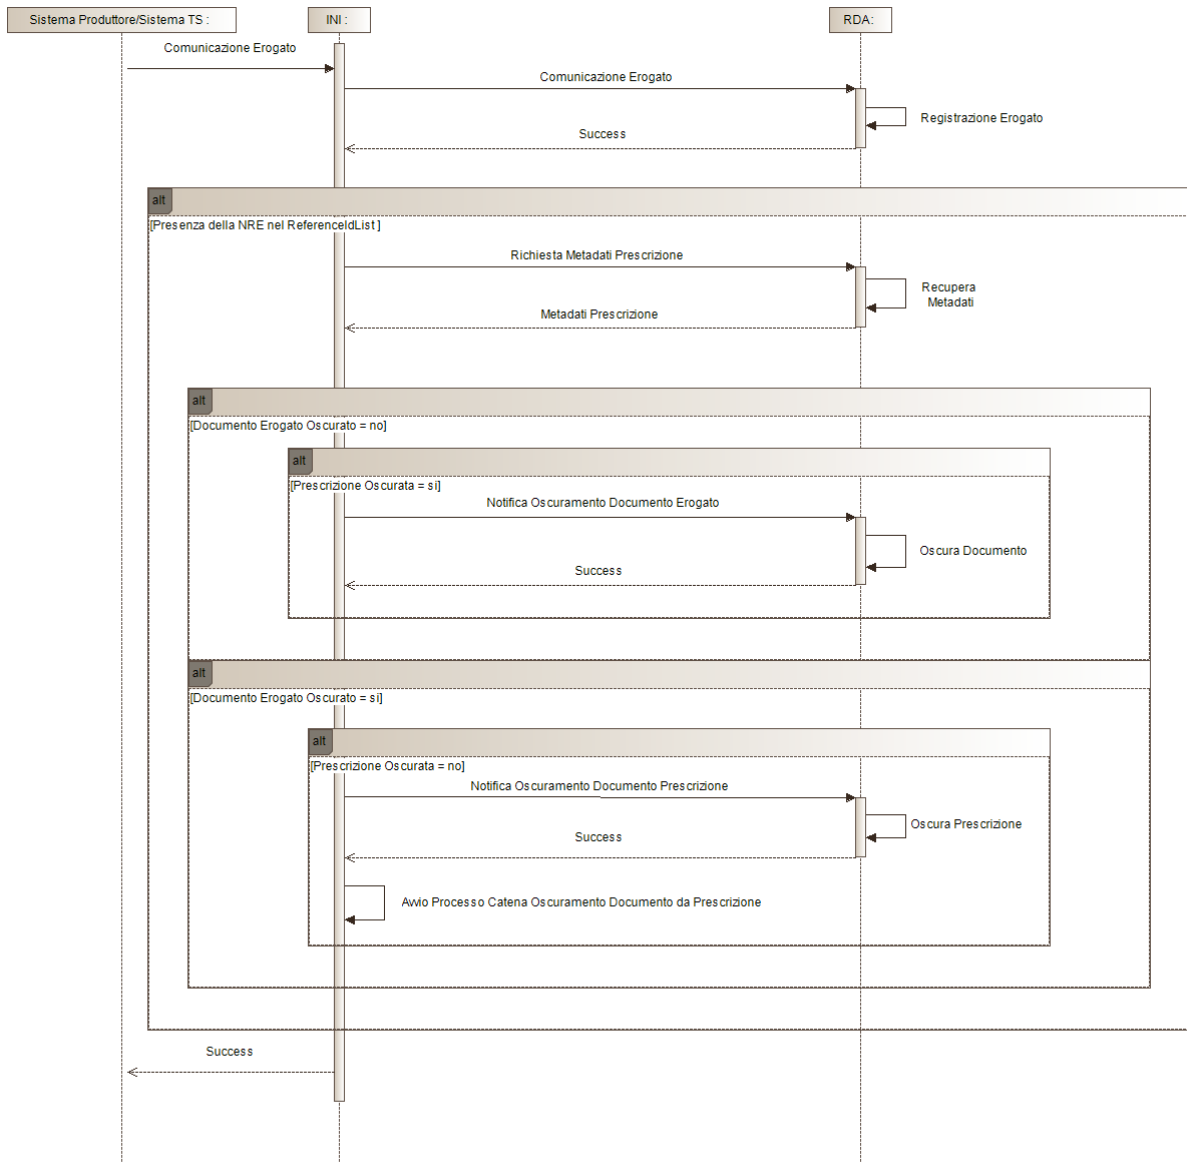 Sistema Produttore/Sistema TS :
INI :
RDA:
Comunicazione Erogato
Comunicazione Erogato
Registrazione Erogato
Success
alt
[Presenza della NRE nel ReferenceIdList ]
Richiesta Metadati Prescrizione
Recupera
Metadati
Metadati Prescrizione
alt
[Documento Erogato Oscurato = no]
alt
[Prescrizione Oscurata = si]
Notifica Oscuramento Documento Erogato
Oscura Documento
Success
alt
[Documento Erogato Oscurato = si]
alt
[Prescrizione Oscurata = no]
Notifica Oscuramento Documento Prescrizione
Oscura Prescrizione
Success
Avvio Processo Catena Oscuramento Documento da Prescrizione
Success